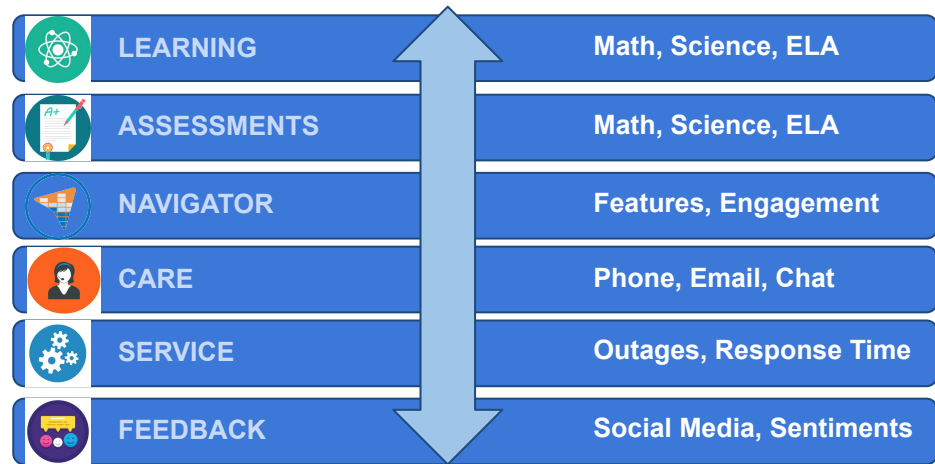 LEARNING Math, Science, ELA
A+
ASSESSMENTS Math, Science, ELA
NAVIGATOR Features, Engagement
CARE Phone, Email, Chat
SERVICE Outages, Response Time
FEEDBACK Social Media, Sentiments